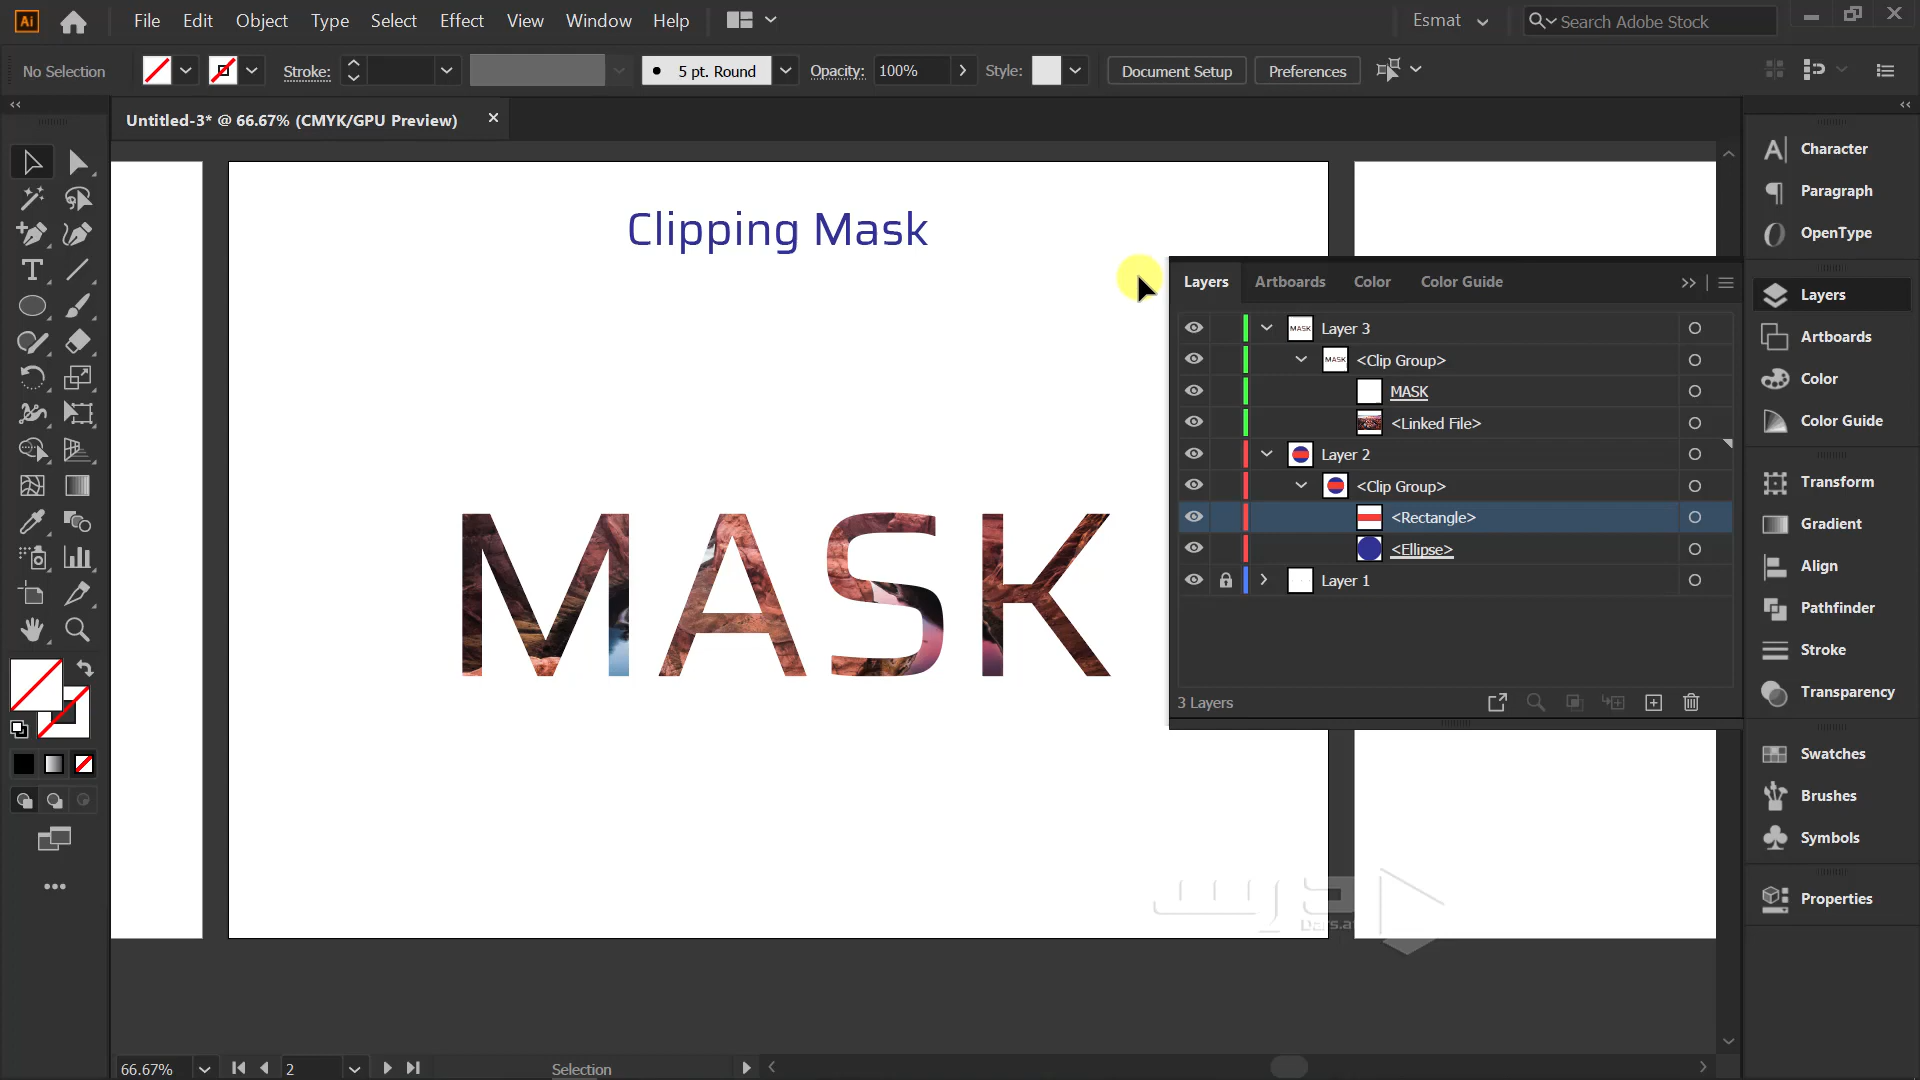 Ai
File Edit Object Type Select Effect View Window Help
Esmat
Search Adobe Stock
No Selection
Stroke:
5 pt. Round
Opacity: 100%
Style:
Document Setup
Preferences
Untitled-3* @ 66.67% (CMYK/GPU Preview)
Clipping Mask
MASK
Layers Artboards Color Color Guide
Layer 3
<Clip Group>
MASK
<Linked File>
Layer 2
<Clip Group>
<Rectangle>
<Ellipse>
Layer 1
3 Layers
Character
Paragraph
OpenType
Layers
Artboards
Color
Color Guide
Transform
Gradient
Align
Pathfinder
Stroke
Transparency
Swatches
Brushes
Symbols
Properties
66.67%
2
Selection